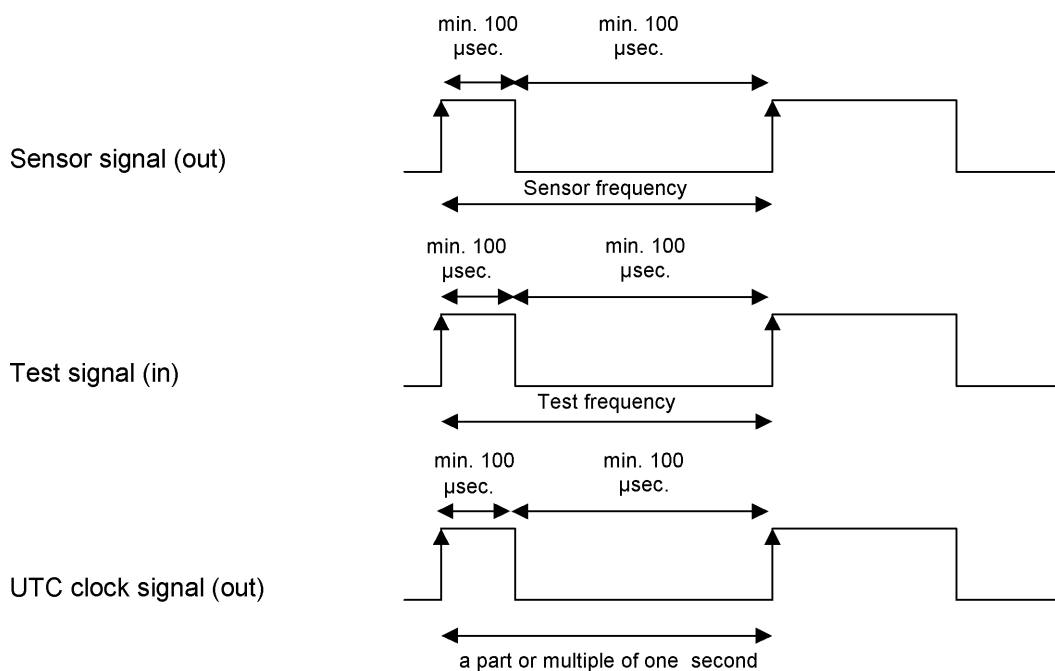 min. 100
µsec.
min. 100
µsec.
Sensor signal (out)
Sensor frequency
min. 100
µsec.
min. 100
µsec.
Test signal (in)
Test frequency
min. 100
µsec.
min. 100
µsec.
UTC clock signal (out)
a part or multiple of one second